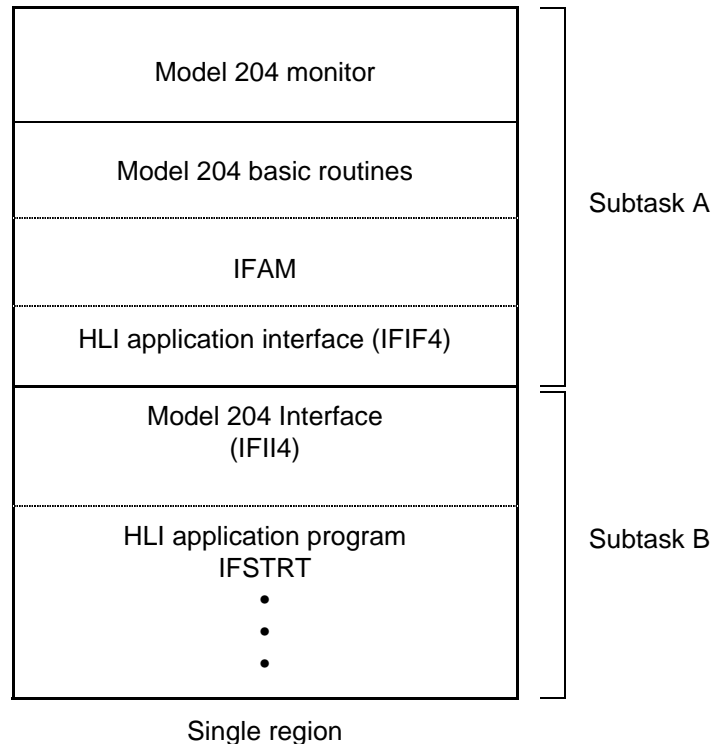 Model 204 monitor
Model 204 basic routines
Subtask A
IFAM
HLI application interface (IFIF4)
Model 204 Interface
(IFII4)
HLI application program
Subtask B
IFSTRT
•
•
•
Single region